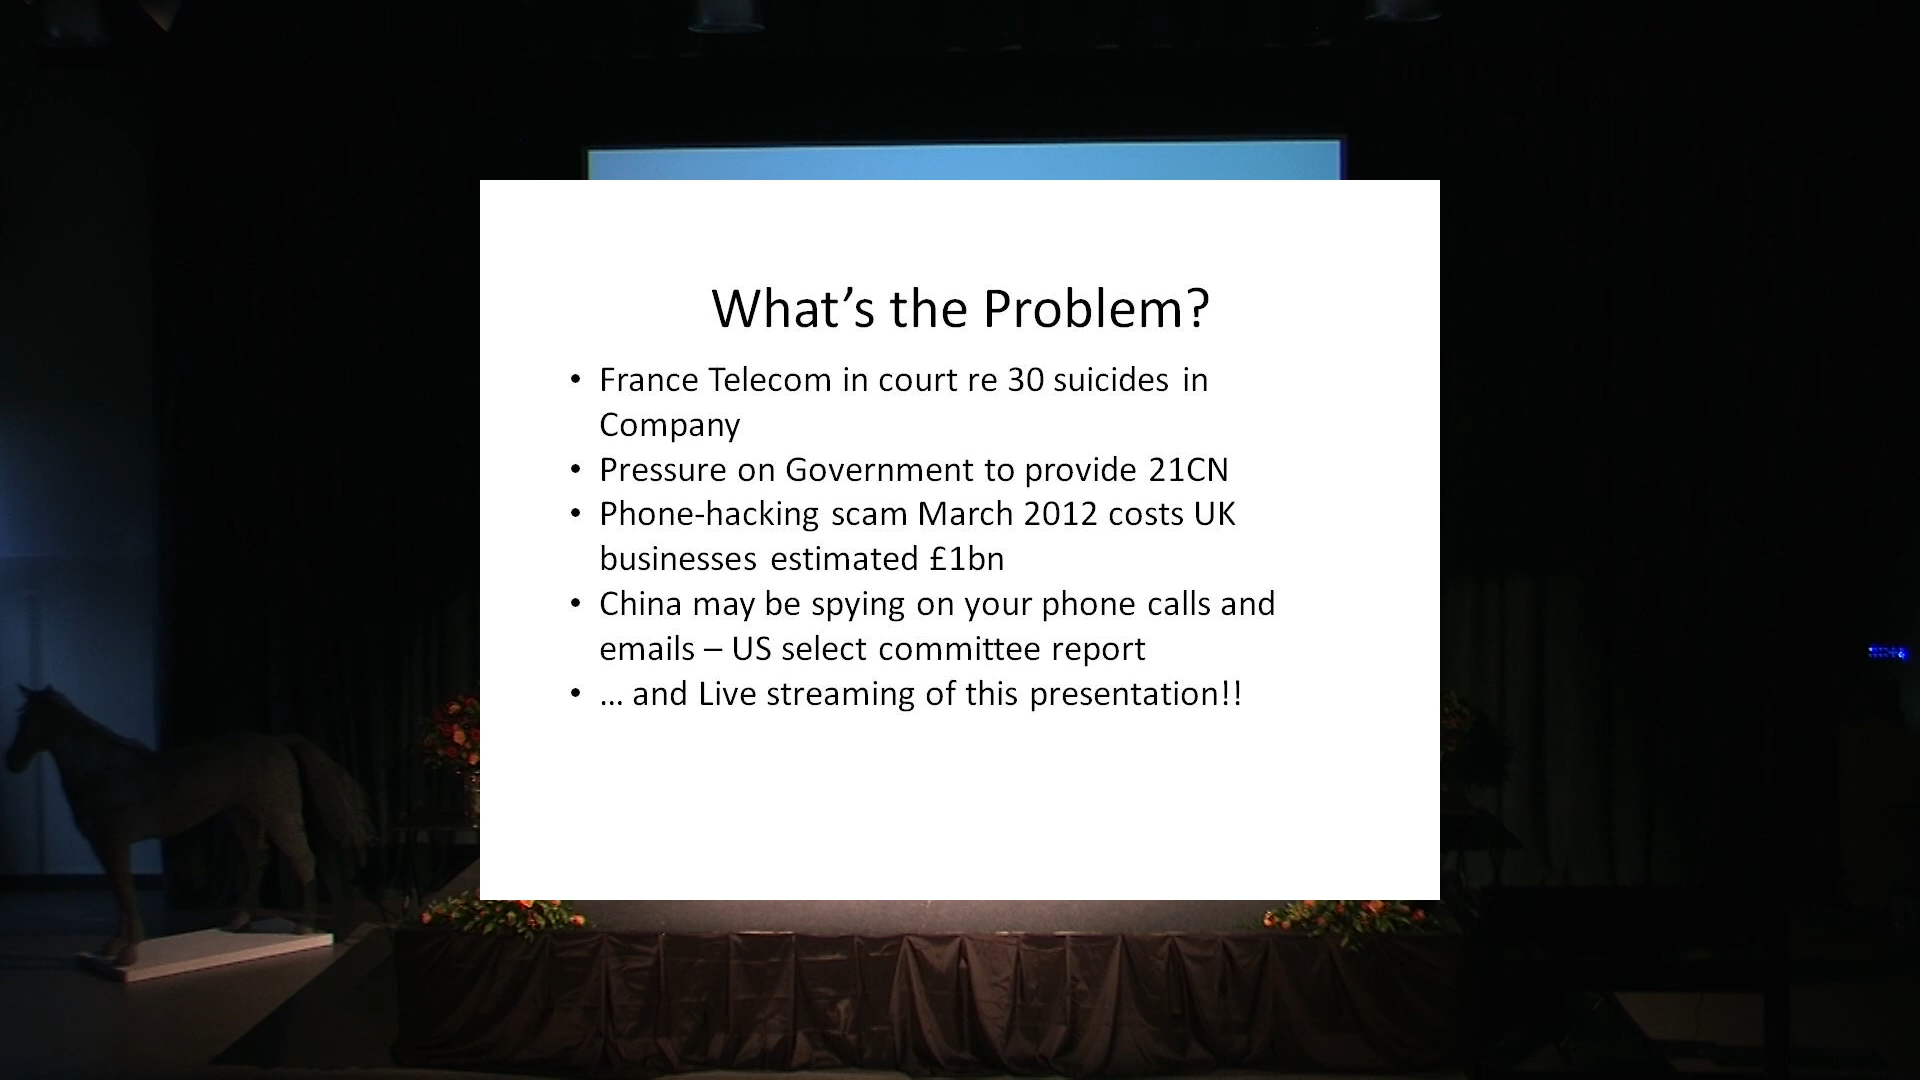 What’s the Problem?
• France Telecom in court re 30 suicides in
Company
• Pressure on Government to provide 21CN
• Phone-hacking scam March 2012 costs UK
businesses estimated £1bn
• China may be spying on your phone calls and
emails – US select committee report
• ... and Live streaming of this presentation!!